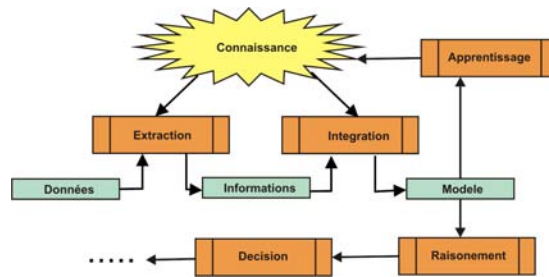 Connaissance
Apprentissage
Extraction
Integration
Données
Informations
Modele
Decision
Raisonement
.....